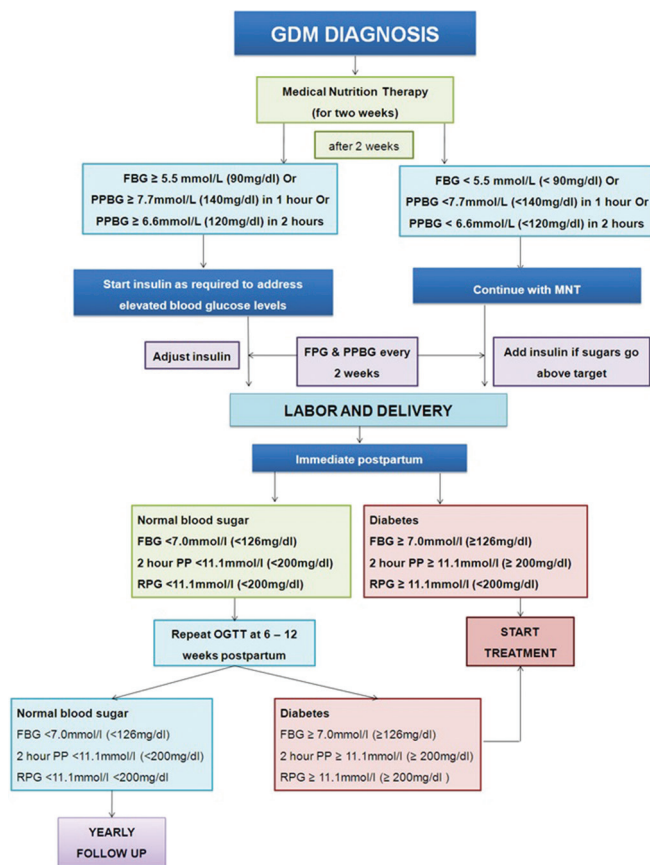 GDM DIAGNOSIS
Medical Nutrition Therapy
(for two weeks)
after 2 weeks
FBG ≥ 5.5 mmol/L (90mg/dl) Or
PPBG ≥ 7.7mmol/L (140mg/dl) in 1 hour Or
PPBG ≥ 6.6mmol/L (120mg/dl) in 2 hours
FBG < 5.5 mmol/L (< 90mg/dl) Or
PPBG <7.7mmol/L (<140mg/dl) in 1 hour Or
PPBG < 6.6mmol/L (<120mg/dl) in 2 hours
Start insulin as required to address
elevated blood glucose levels
Continue with MNT
Adjust insulin
FPG & PPBG every
2 weeks
Add insulin if sugars go
above target
LABOR AND DELIVERY
Immediate postpartum
Normal blood sugar
FBG <7.0mmol/l (<126mg/dl)
2 hour PP <11.1mmol/l (<200mg/dl)
RPG <11.1mmol/l (<200mg/dl)
Diabetes
FBG ≥ 7.0mmol/l (≥126mg/dl)
2 hour PP ≥ 11.1mmol/l (≥ 200mg/dl)
RPG ≥ 11.1mmol/l (<200mg/dl)
Repeat OGTT at 6 – 12
weeks postpartum
START
TREATMENT
Normal blood sugar
FBG <7.0mmol/l (<126mg/dl)
2 hour PP <11.1mmol/l (<200mg/dl)
RPG <11.1mmol/l <200mg/dl
Diabetes
FBG ≥ 7.0mmol/l (≥126mg/dl)
2 hour PP ≥ 11.1mmol/l (≥ 200mg/dl)
RPG ≥ 11.1mmol/l (≥ 200mg/dl )
YEARLY
FOLLOW UP